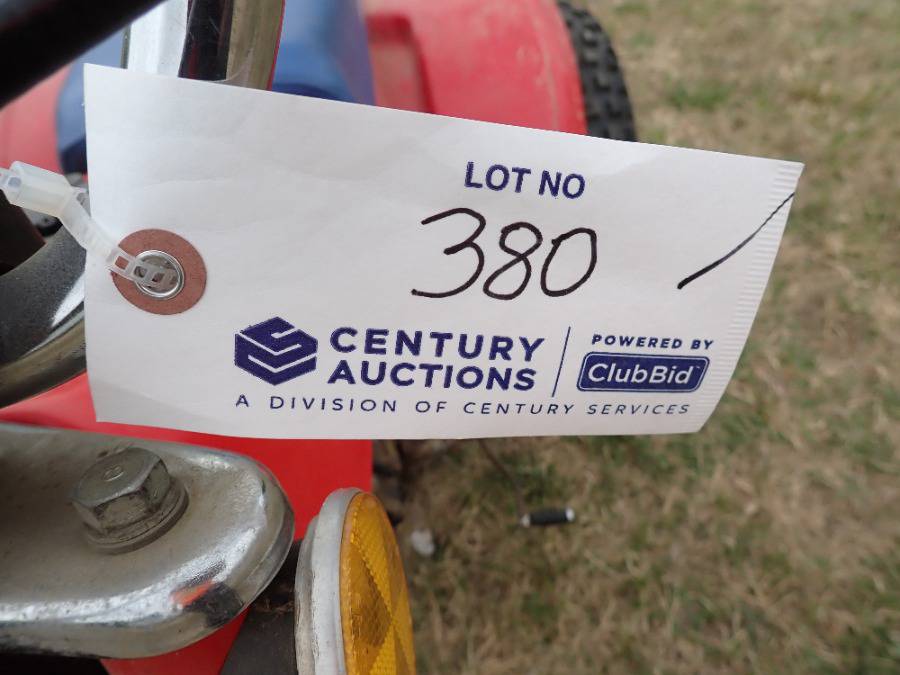 LOT NO
380
CENTURY
AUCTIONS
A DIVISION OF CENTURY SERVICES
POWERED BY
ClubBid